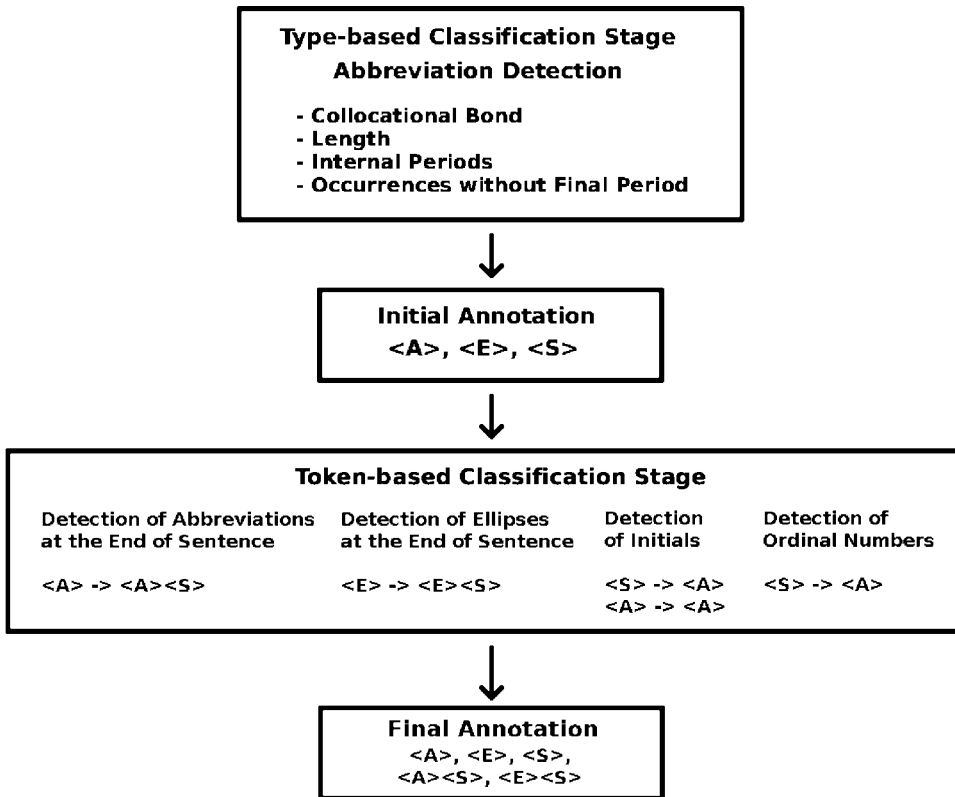 Type-based Classification Stage
Abbreviation Detection
- Collocational Bond
- Length
- Internal Periods
- Occurrences without Final Period
Initial Annotation
<A>, <E>, <S>
Token-based Classification Stage
Detection of Abbreviations
at the End of Sentence
<A> -> <A><S>
Detection of Ellipses
at the End of Sentence
<E> -> <E><S>
Detection
of Initials
<S> -> <A>
<A> -> <A>
Detection of
Ordinal Numbers
<S> -> <A>
Final Annotation
<A>, <E>, <S>,
<A><S>, <E><S>